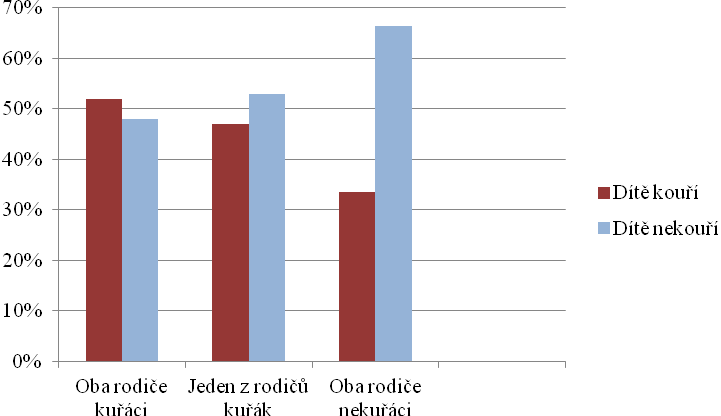 70%
60%
50%
40%
30%
20%
10%
0%
Oba rodiče
kuřáci
Jeden z rodičů
kuřák
Oba rodiče
nekuřáci
Dítě kouří
Dítě nekouří